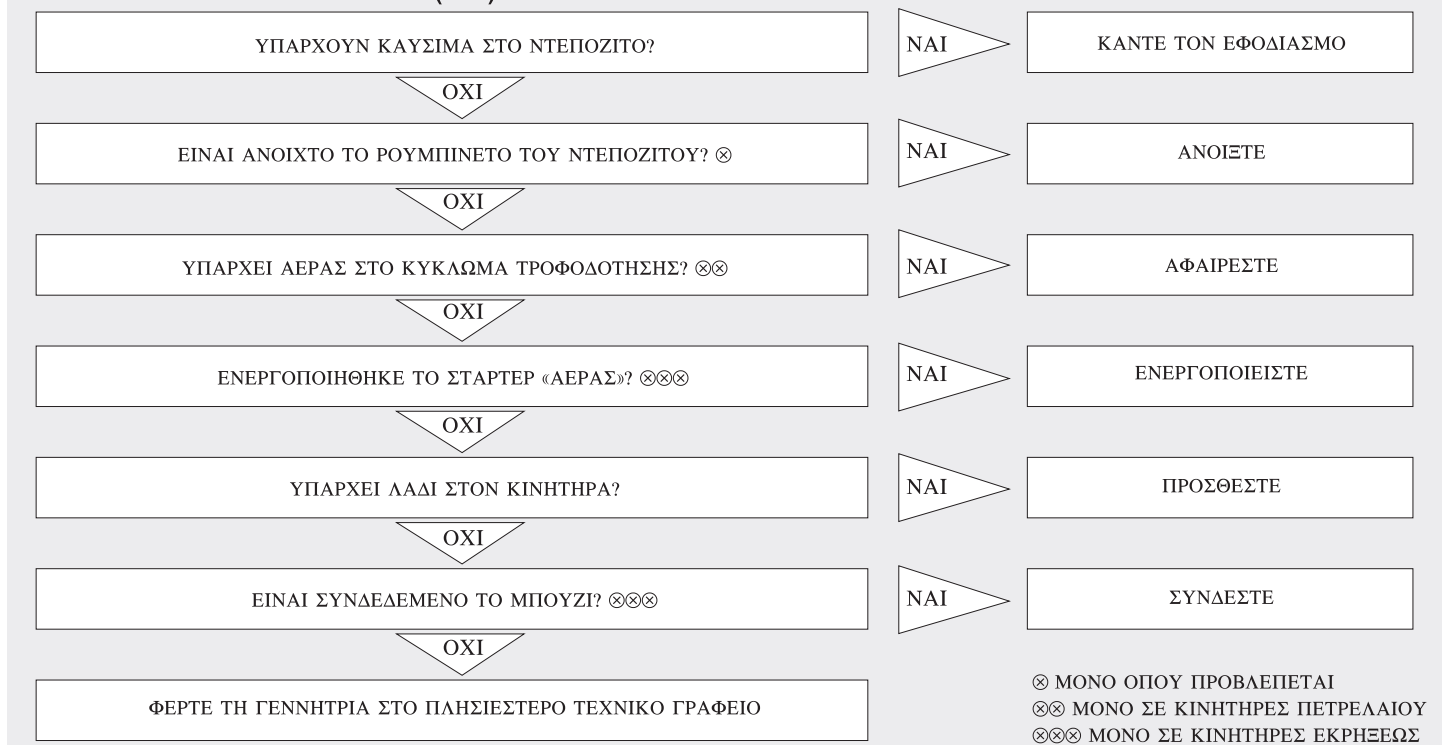 ΥΠΑΡΧΟΥΝ ΚΑΥΣΙΜΑ ΣΤΟ ΝΤΕΠΟΖΙΤΟ?
ΝΑΙ
ΚΑΝΤΕ ΤΟΝ ΕΦΟΔΙΑΣΜΟ
ΟΧΙ
ΕΙΝΑΙ ΑΝΟΙΧΤΟ ΤΟ ΡΟΥΜΠΙΝΕΤΟ ΤΟΥ ΝΤΕΠΟΖΙΤΟΥ? ⊗
ΝΑΙ
ΑΝΟΙΞΤΕ
ΟΧΙ
ΥΠΑΡΧΕΙ ΑΕΡΑΣ ΣΤΟ ΚΥΚΛΩΜΑ ΤΡΟΦΟΔΟΤΗΣΗΣ? ⊗⊗
ΝΑΙ
ΑΦΑΙΡΕΣΤΕ
ΟΧΙ
ΕΝΕΡΓΟΠΟΙΗΘΗΚΕ ΤΟ ΣΤΑΡΤΕΡ «ΑΕΡΑΣ»? ⊗⊗⊗
ΝΑΙ
ΕΝΕΡΓΟΠΟΙΕΙΣΤΕ
ΟΧΙ
ΥΠΑΡΧΕΙ ΛΑΔΙ ΣΤΟΝ ΚΙΝΗΤΗΡΑ?
ΝΑΙ
ΠΡΟΣΘΕΣΤΕ
ΟΧΙ
ΕΙΝΑΙ ΣΥΝΔΕΔΕΜΕΝΟ ΤΟ ΜΠΟΥΖΙ? ⊗⊗⊗
ΝΑΙ
ΣΥΝΔΕΣΤΕ
ΟΧΙ
ΦΕΡΤΕ ΤΗ ΓΕΝΝΗΤΡΙΑ ΣΤΟ ΠΛΗΣΙΕΣΤΕΡΟ ΤΕΧΝΙΚΟ ΓΡΑΦΕΙΟ
⊗ ΜΟΝΟ ΟΠΟΥ ΠΡΟΒΛΕΠΕΤΑΙ
⊗⊗ ΜΟΝΟ ΣΕ ΚΙΝΗΤΗΡΕΣ ΠΕΤΡΕΛΑΙΟΥ
⊗⊗⊗ ΜΟΝΟ ΣΕ ΚΙΝΗΤΗΡΕΣ ΕΚΡΗΞΕΩΣ